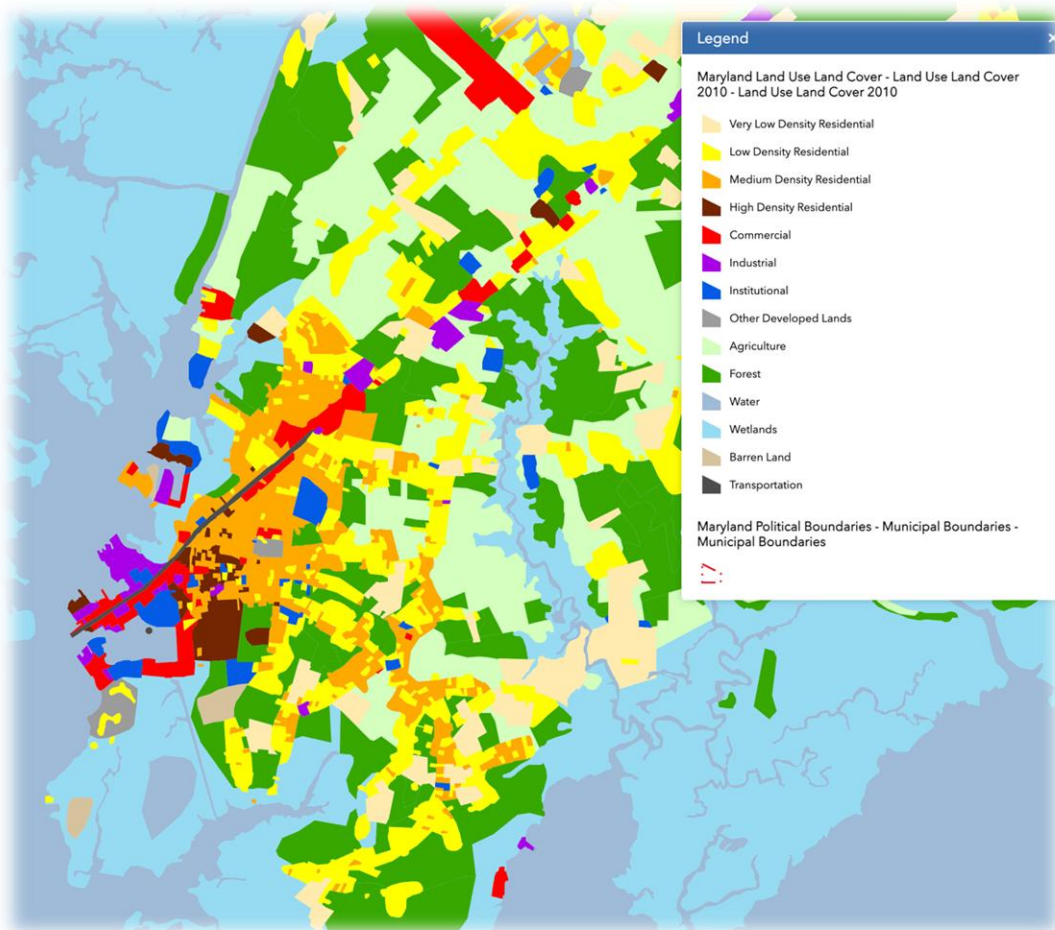 Legend
Maryland Land Use Land Cover - Land Use Land Cover
2010 - Land Use Land Cover 2010
Very Low Density Residential
Low Density Residential
Medium Density Residential
High Density Residential
Commercial
Industrial
Institutional
Other Developed Lands
Agriculture
Forest
Water
Wetlands
Barren Land
Transportation
Maryland Political Boundaries - Municipal Boundaries -
Municipal Boundaries